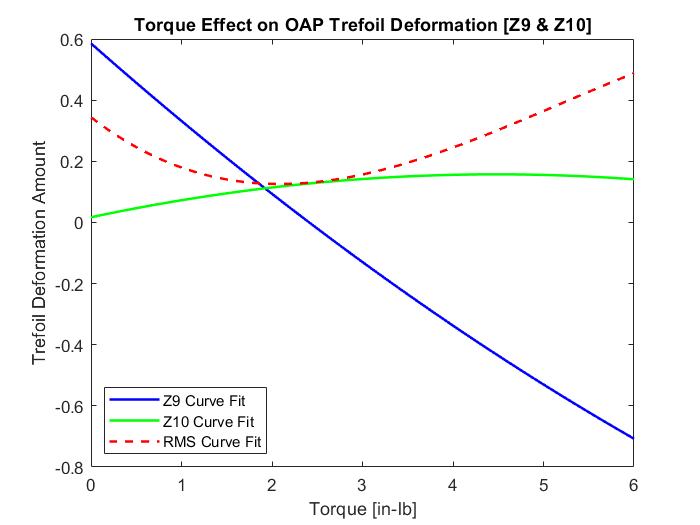 Torque Effect on OAP Trefoil Deformation [Z9 & Z10]
Trefoil Deformation Amount
0.6
0.4
0.2
0
-0.2
-0.4
-0.6
-0.8
Z9 Curve Fit
Z10 Curve Fit
RMS Curve Fit
0 1 2 3 4 5 6
Torque [in-lb]